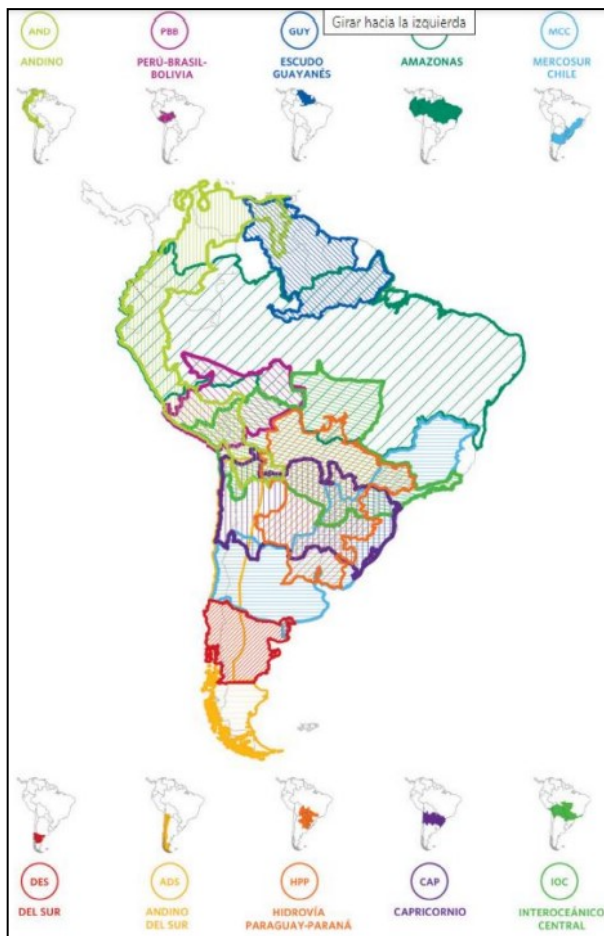 Girar hacia la izquierda
AND
PBB
GUY
MCC
ANDINO
PERÚ-BRASIL-
BOLIVIA
ESCUDO
GUAYANÉS
AMAZONAS
MERCOSUR
CHILE
DES
ADS
HPP
CAP
IOC
DEL SUR
ANDINO
DEL SUR
HIDROVÍA
PARAGUAY-PARANÁ
CAPRICORNIO
INTEROCEÁNICO
CENTRAL